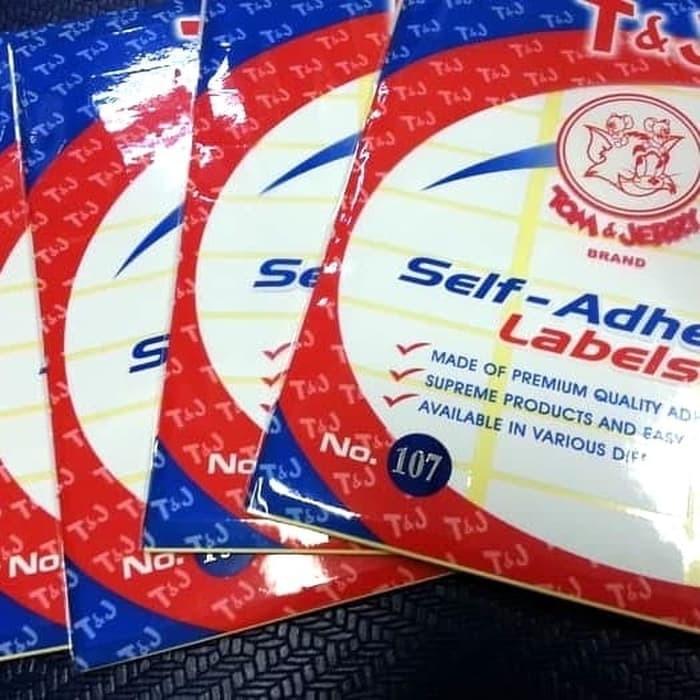 T&J
TOM & JERRY
BRAND
Self-Adhe
Labels
MADE OF PREMIUM QUALITY AD
SUPREME PRODUCTS AND EASY
AVAILABLE IN VARIOUS
No. 107
Se
No.
S
No.
No.